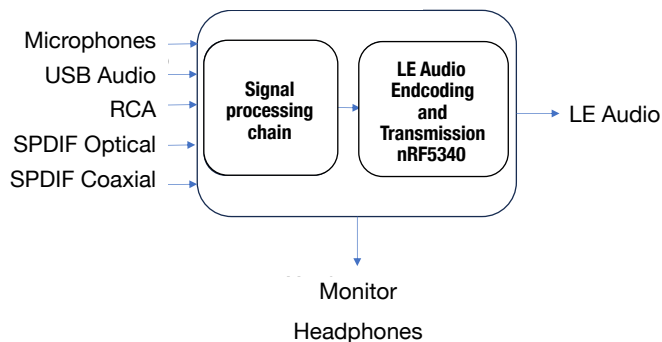 Microphones
USB Audio
RCA
SPDIF Optical
SPDIF Coaxial
Signal
processing
chain
LE Audio
Endcoding
and
Transmission
nRF5340
LE Audio
Monitor
Headphones